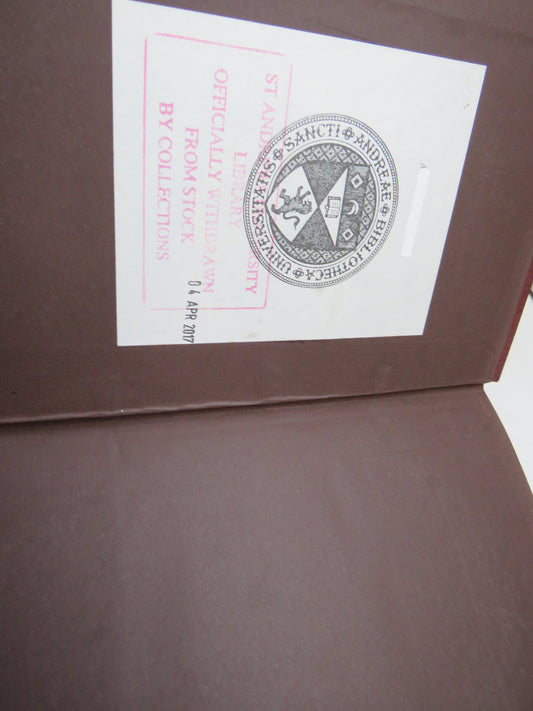 ST ANDREWS UNIVERSITY
LIBRARY
OFFICIALLY WITHDRAWN
FROM STOCK
BY COLLECTIONS
04 APR 2017
UNIVERSITATIS SANCTI ANDREAE BIBLIOTHECA